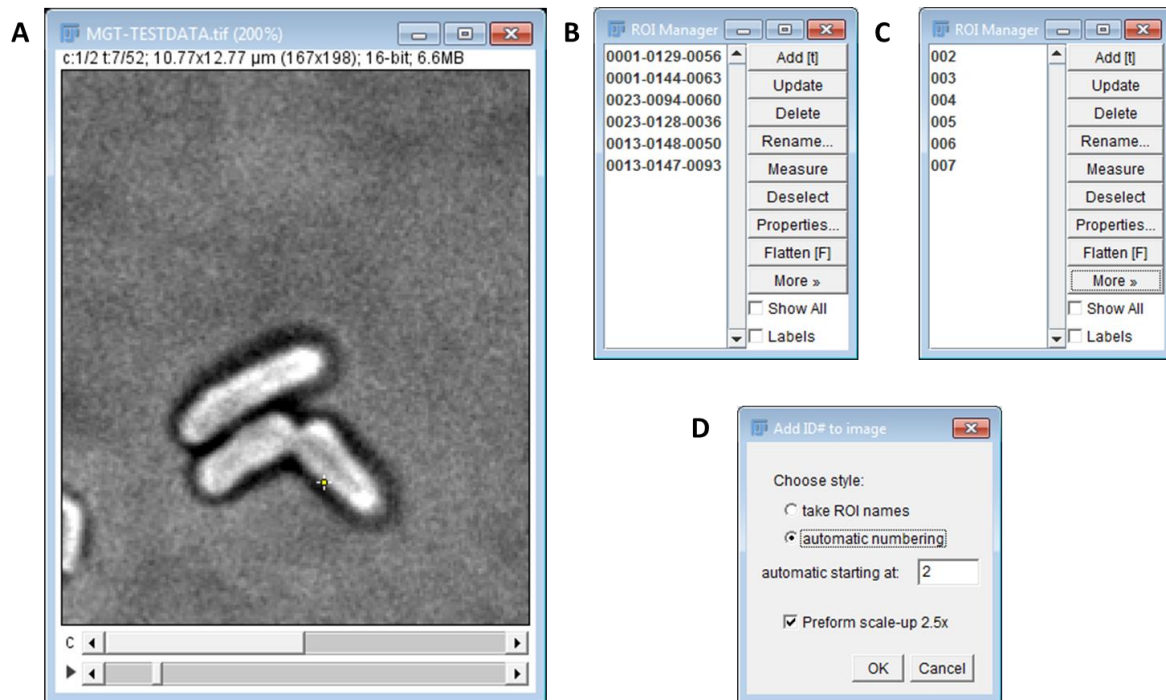 A
MGT-TESTDATA.tif (200%)
c:1/2 t:7/52; 10.77x12.77 µm (167x198); 16-bit; 6.6MB
C
B
ROI Manager
0001-0129-0056
0001-0144-0063
0023-0094-0060
0023-0128-0036
0013-0148-0050
0013-0147-0093
Add [t]
Update
Delete
Rename...
Measure
Deselect
Properties...
Flatten [F]
More »
Show All
Labels
C
ROI Manager
002
003
004
005
006
007
Add [t]
Update
Delete
Rename...
Measure
Deselect
Properties...
Flatten [F]
More »
Show All
Labels
D
Add ID# to image
Choose style:
take ROI names
automatic numbering
automatic starting at: 2
Preform scale-up 2.5x
OK Cancel